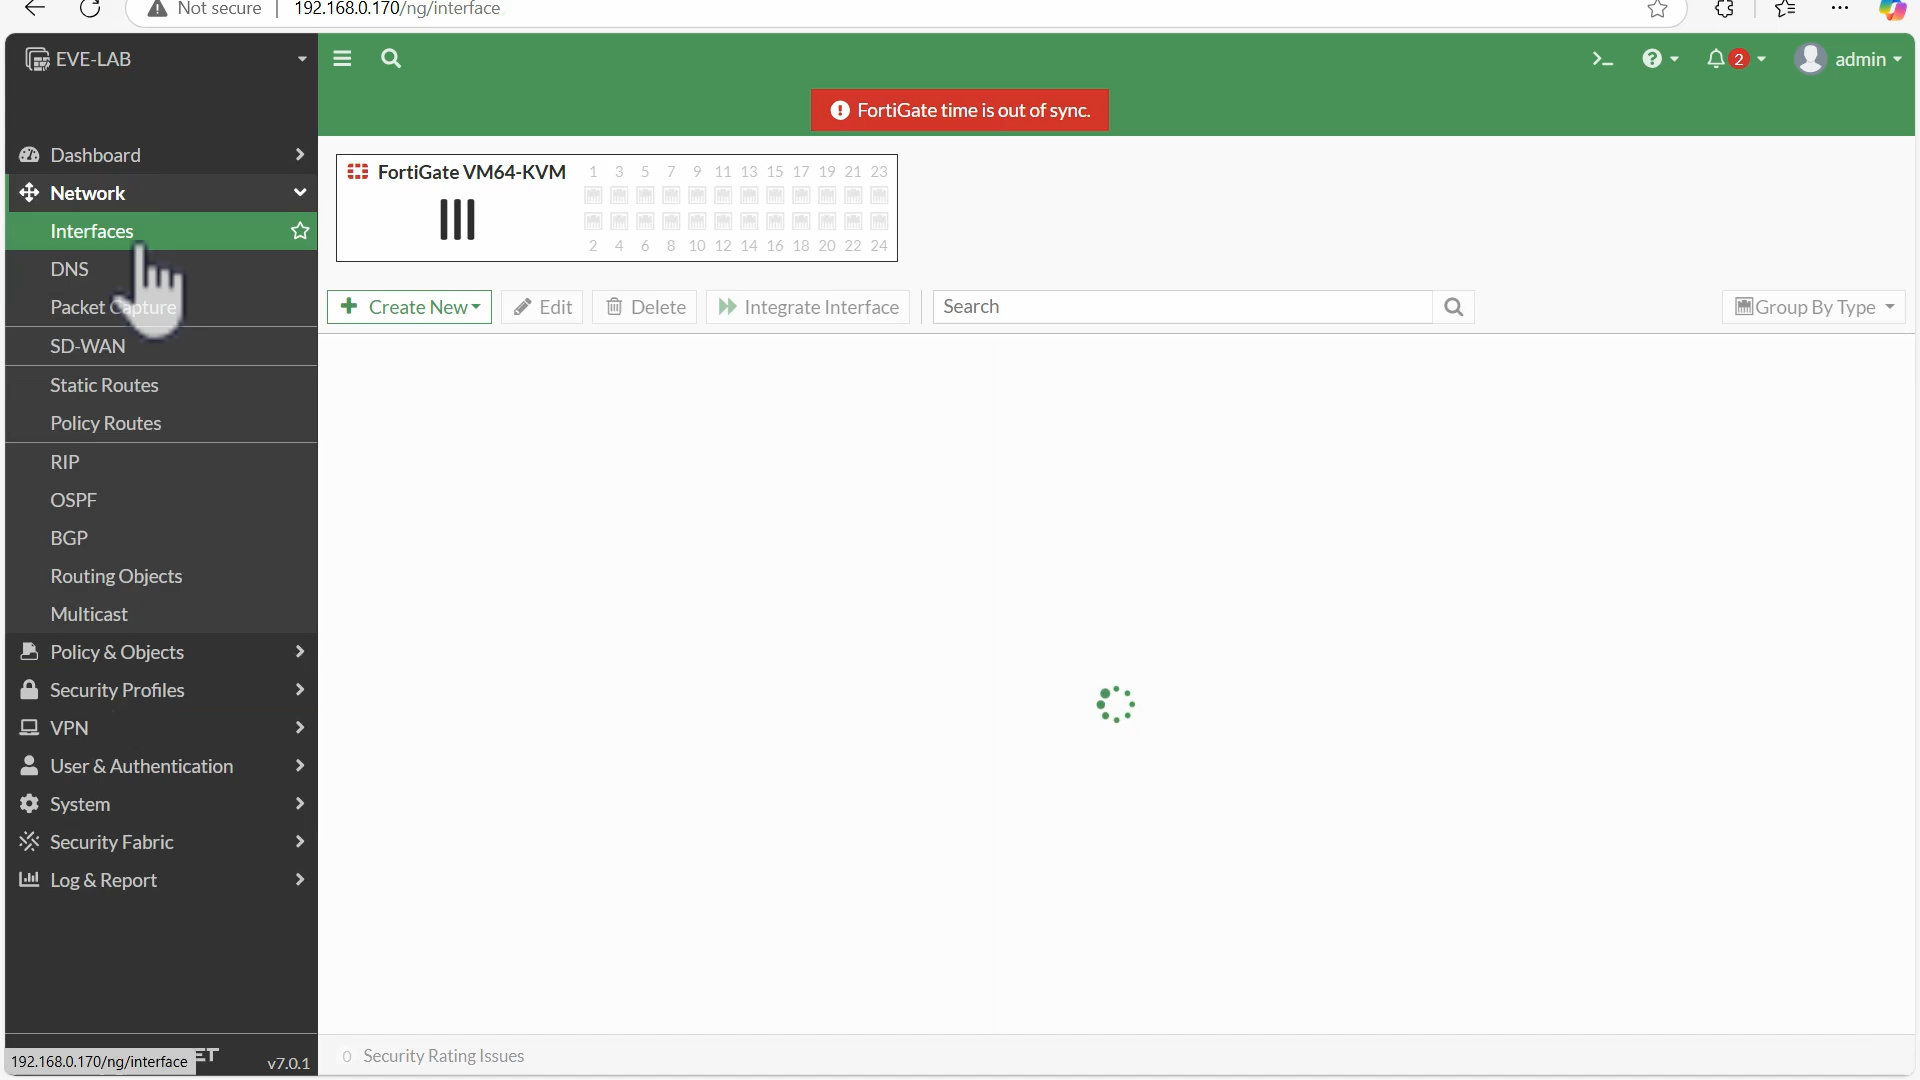 Not secure
192.168.0.170/ng/interface
EVE-LAB
2
admin
FortiGate time is out of sync.
Dashboard
Network
Interfaces
DNS
Packet Capture
SD-WAN
Static Routes
Policy Routes
RIP
OSPF
BGP
Routing Objects
Multicast
Policy & Objects
Security Profiles
VPN
User & Authentication
System
Security Fabric
Log & Report
192.168.0.170/ng/interface
ET
v7.0.1
FortiGate VM64-KVM
1 3 5 7 9 11 13 15 17 19 21 23
2 4 6 8 10 12 14 16 18 20 22 24
+ Create New
Edit
Delete
Integrate Interface
Search
Group By Type
0 Security Rating Issues